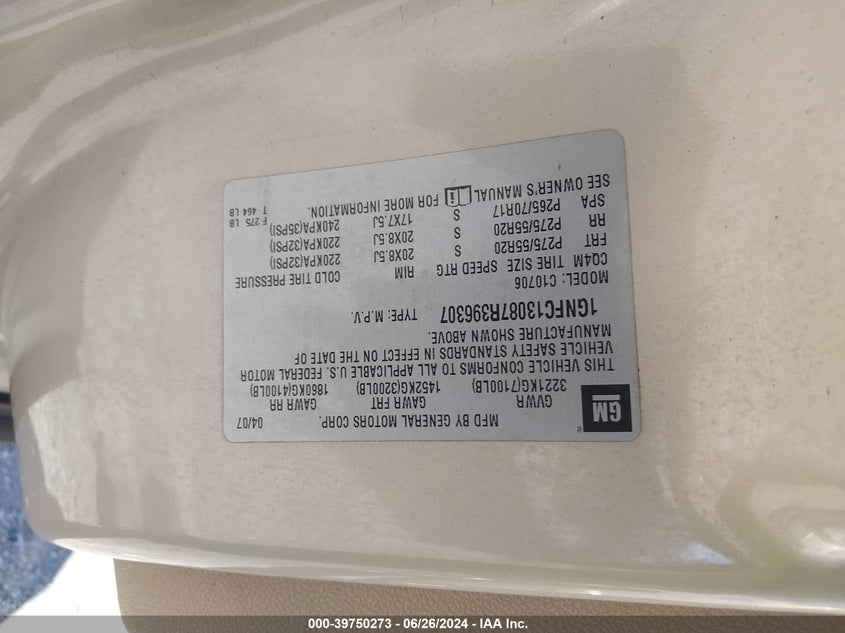 MFD BY GENERAL MOTORS CORP. 04/07
GM
GVWR GAWR FRT GAWR RR
3221KG(7100LB) 1452KG(3200LB) 1860KG(4100LB)
THIS VEHICLE CONFORMS TO ALL APPLICABLE U.S. FEDERAL MOTOR
VEHICLE SAFETY STANDARDS IN EFFECT ON THE DATE OF
MANUFACTURE SHOWN ABOVE.
1GNFC13087R396307 TYPE: M.P.V.
MODEL: C10706
CQ4M TIRE SIZE SPEED RTG RIM COLD TIRE PRESSURE
FRT P275/55R20 S 20X8.5J 220KPA(32PSI)
RR P275/55R20 S 20X8.5J 220KPA(32PSI)
SPA P265/70R17 S 17X7.5J 240KPA(35PSI)
SEE OWNER'S MANUAL FOR MORE INFORMATION.
F 275 LB
T 464 LB
000-39750273 - 06/26/2024 - IAA Inc.